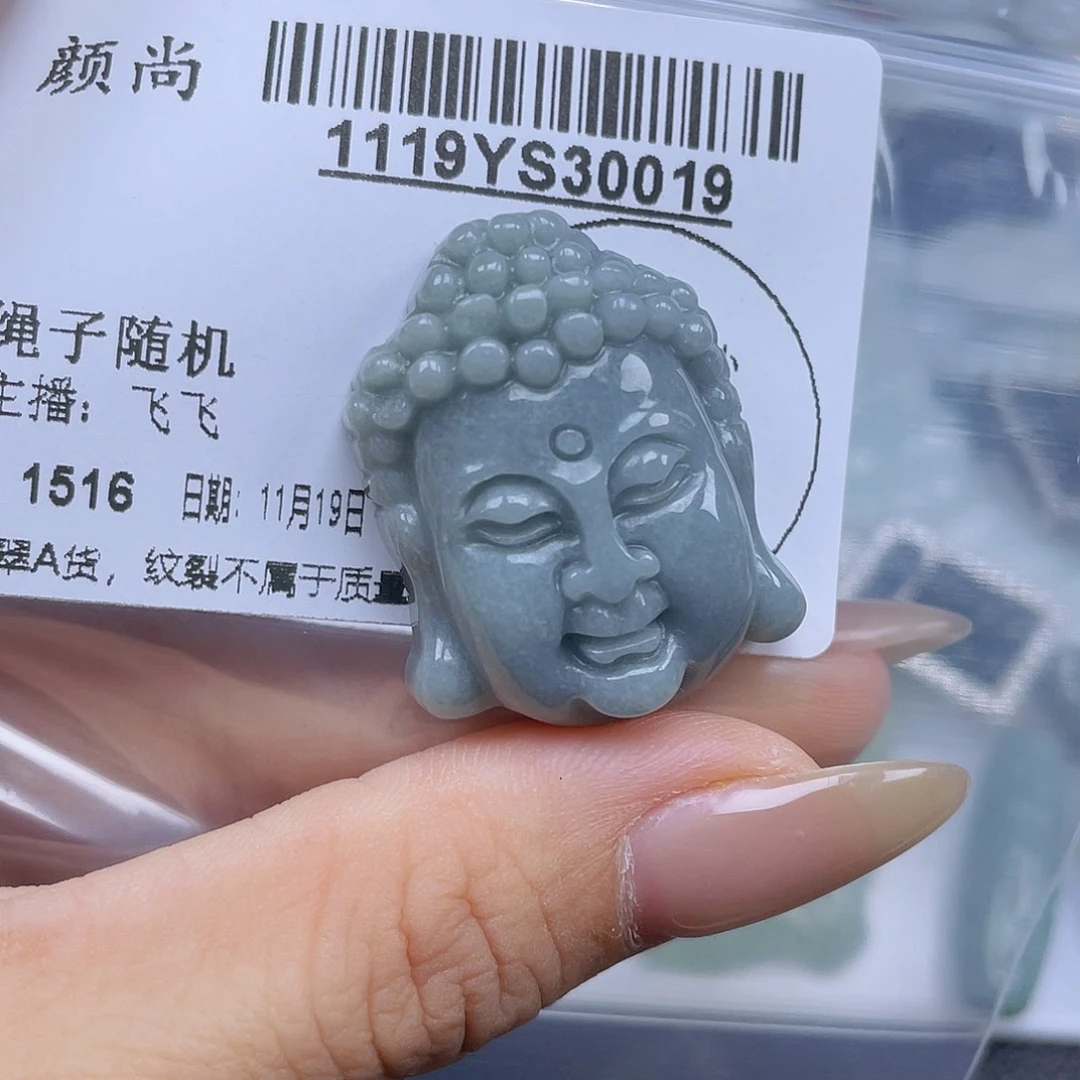 颜尚
1119YS30019
绳子随机
主播：飞飞
1516 日期：11月19日
翠A货，纹裂不属于质量